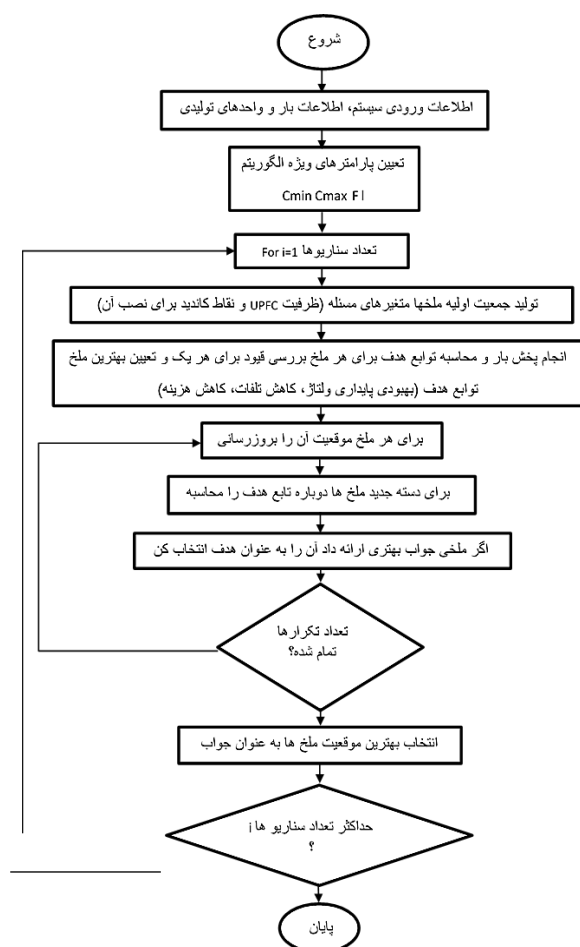 شروع
اطلاعات ورودی سیستم، اطلاعات بار و واحدهای تولیدی
تعیین پارامترهای ویژه الگوریتم
Cmin Cmax F l
For i=1 تعداد سناریوها
تولید جمعیت اولیه ملخها متغیرهای مسئله (ظرفیت UPFC و نقاط کاندید برای نصب آن)
انجام پخش بار و محاسبه توابع هدف برای هر ملخ بررسی قیود برای هر یک و تعیین بهترین ملخ
توابع هدف (بهبودی پایداری ولتاژ، کاهش تلفات، کاهش هزینه)
برای هر ملخ موقعیت آن را بروزرسانی
برای دسته جدید ملخ ها دوباره تابع هدف را محاسبه
اگر ملخی جواب بهتری ارائه داد آن را به عنوان هدف انتخاب کن
تعداد تکرارها
تمام شده؟
انتخاب بهترین موقعیت ملخ ها به عنوان جواب
حداکثر تعداد سناریو ها i
؟
پایان